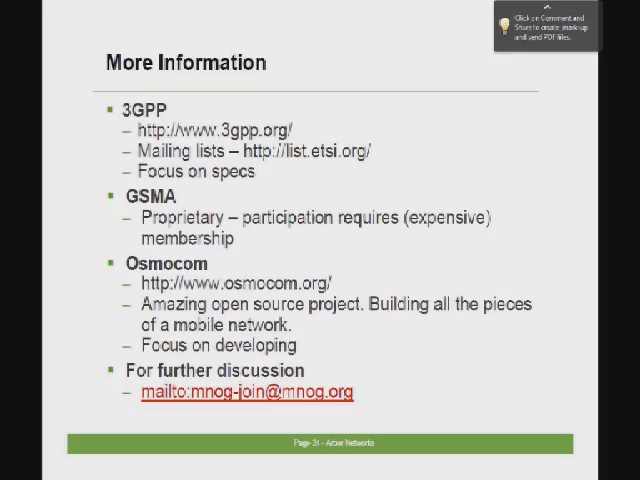 Click on Comment and
Share to create, mark-up
and send PDF files.
More Information
3GPP
– http://www.3gpp.org/
– Mailing lists – http://list.etsi.org/
– Focus on specs
GSMA
– Proprietary – participation requires (expensive)
membership
Osmocom
– http://www.osmocom.org/
– Amazing open source project. Building all the pieces
of a mobile network.
– Focus on developing
For further discussion
– mailto:mnog-join@mnog.org
Page 24 - Arbor Networks